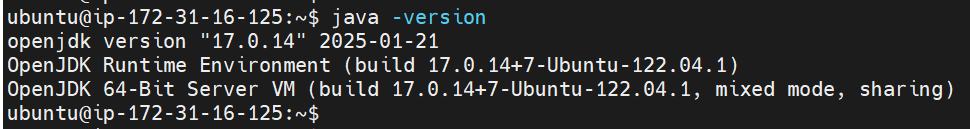 ubuntu@ip-172-31-16-125:~$ java -version
openjdk version "17.0.14" 2025-01-21
OpenJDK Runtime Environment (build 17.0.14+7-Ubuntu-122.04.1)
OpenJDK 64-Bit Server VM (build 17.0.14+7-Ubuntu-122.04.1, mixed mode, sharing)
ubuntu@ip-172-31-16-125:~$